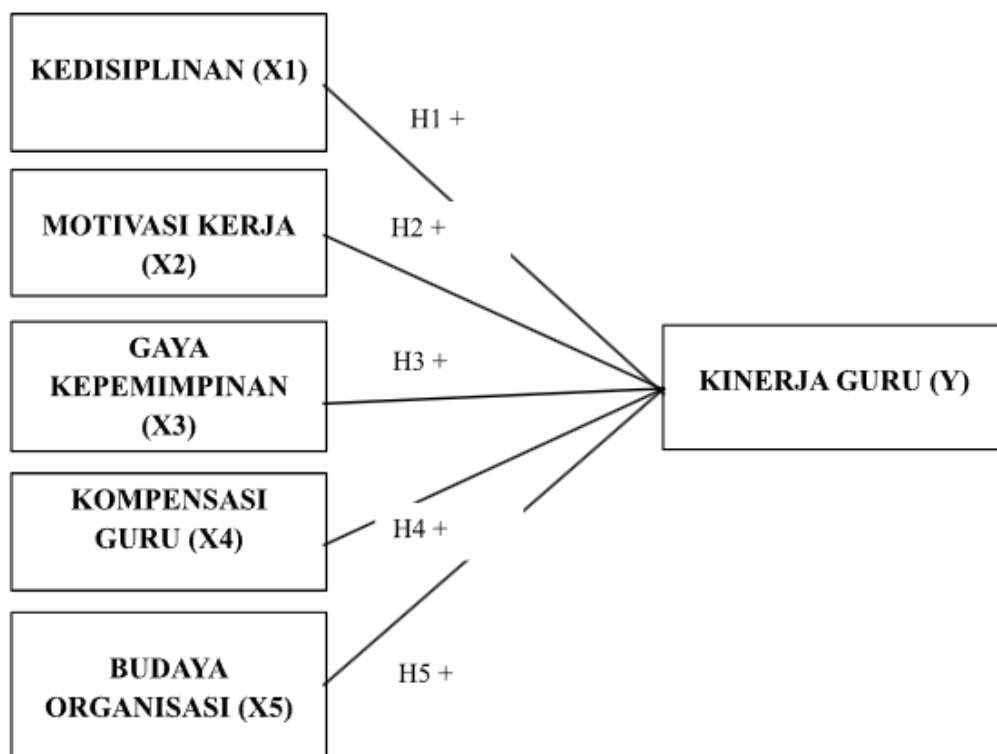 KEDISIPLINAN (X1)
H1 +
MOTIVASI KERJA
(X2)
H2 +
GAYA
KEPEMIMPINAN
(X3)
H3 +
KINERJA GURU (Y)
KOMPENSASI
GURU (X4)
H4 +
BUDAYA
ORGANISASI (X5)
H5 +